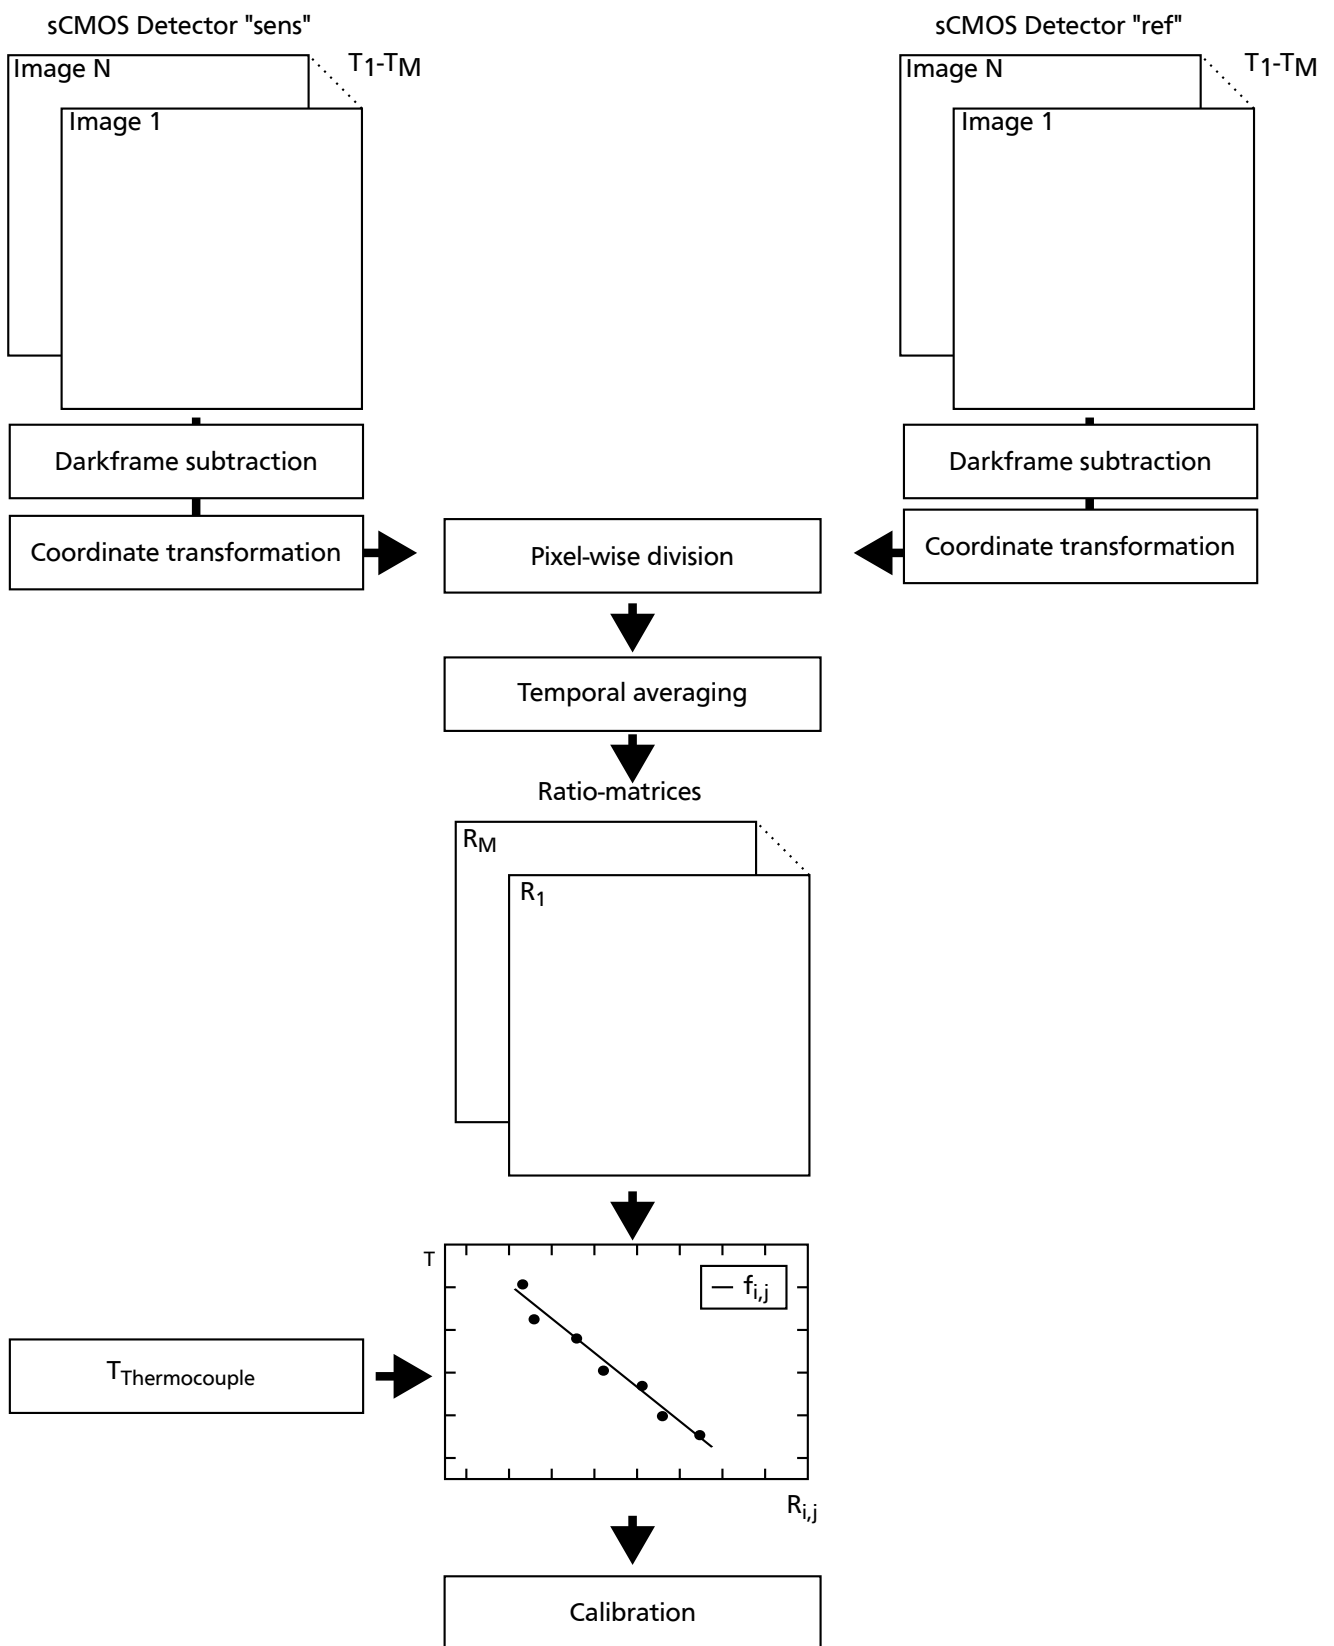 sCMOS Detector "sens"
sCMOS Detector "ref"
Image N
T1-TM
Image 1
Image N
T1-TM
Image 1
Darkframe subtraction
Darkframe subtraction
Coordinate transformation
Pixel-wise division
Coordinate transformation
Temporal averaging
Ratio-matrices
RM
R1
T
fi,j
TThermocouple
Ri,j
Calibration